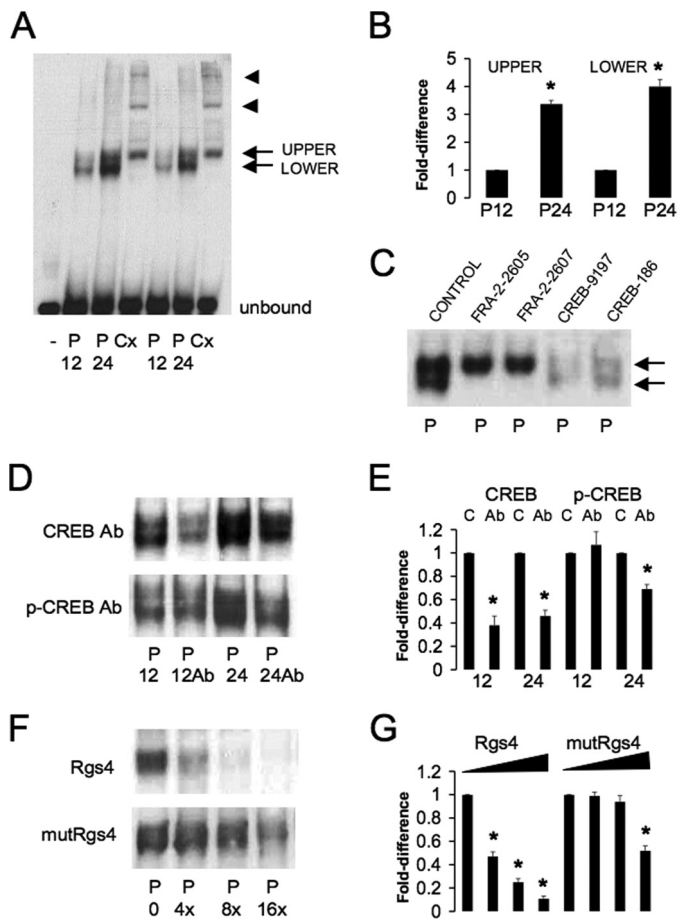 A
UPPER
LOWER
unbound
- P P Cx P P Cx
12 24 12 24
B
Fold-difference
5
4
3
2
1
0
UPPER LOWER
* *
P12 P24 P12 P24
C
CONTROL
FRA-2-2605
FRA-2-2607
CREB-9197
CREB-186
P P P P P
D
CREB Ab
p-CREB Ab
P P P P
12 12Ab 24 24Ab
E
CREB p-CREB
C Ab C Ab C Ab C Ab
Fold-difference
1.2
1
0.8
0.6
0.4
0.2
0
* * *
12 24 12 24
F
Rgs4
mutRgs4
P P P P
0 4x 8x 16x
G
Rgs4 mutRgs4
Fold-difference
1.2
1
0.8
0.6
0.4
0.2
0
* * * *